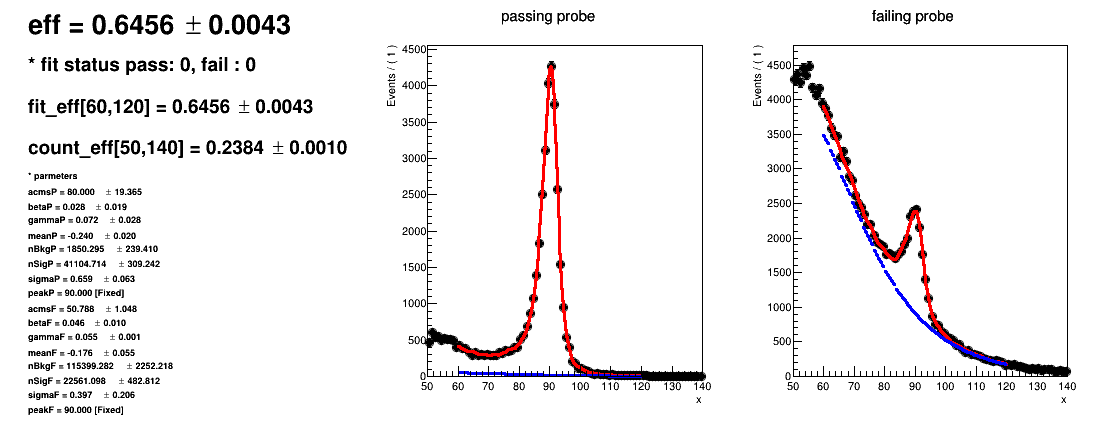 eff = 0.6456 ± 0.0043
* fit status pass: 0, fail : 0
fit_eff[60,120] = 0.6456 ± 0.0043
count_eff[50,140] = 0.2384 ± 0.0010
* parmeters
acmsP = 80.000 ± 19.365
betaP = 0.028 ± 0.019
gammaP = 0.072 ± 0.028
meanP = -0.240 ± 0.020
nBkgP = 1850.295 ± 239.410
nSigP = 41104.714 ± 309.242
sigmaP = 0.659 ± 0.063
peakP = 90.000 [Fixed]
acmsF = 50.788 ± 1.048
betaF = 0.046 ± 0.010
gammaF = 0.055 ± 0.001
meanF = -0.176 ± 0.055
nBkgF = 115399.282 ± 2252.218
nSigF = 22561.098 ± 482.812
sigmaF = 0.397 ± 0.206
peakF = 90.000 [Fixed]
passing probe
Events / ( 1 )
4500
4000
3500
3000
2500
2000
1500
1000
500
0
50 60 70 80 90 100 110 120 130 140
x
failing probe
Events / ( 1 )
4500
4000
3500
3000
2500
2000
1500
1000
500
0
50 60 70 80 90 100 110 120 130 140
x